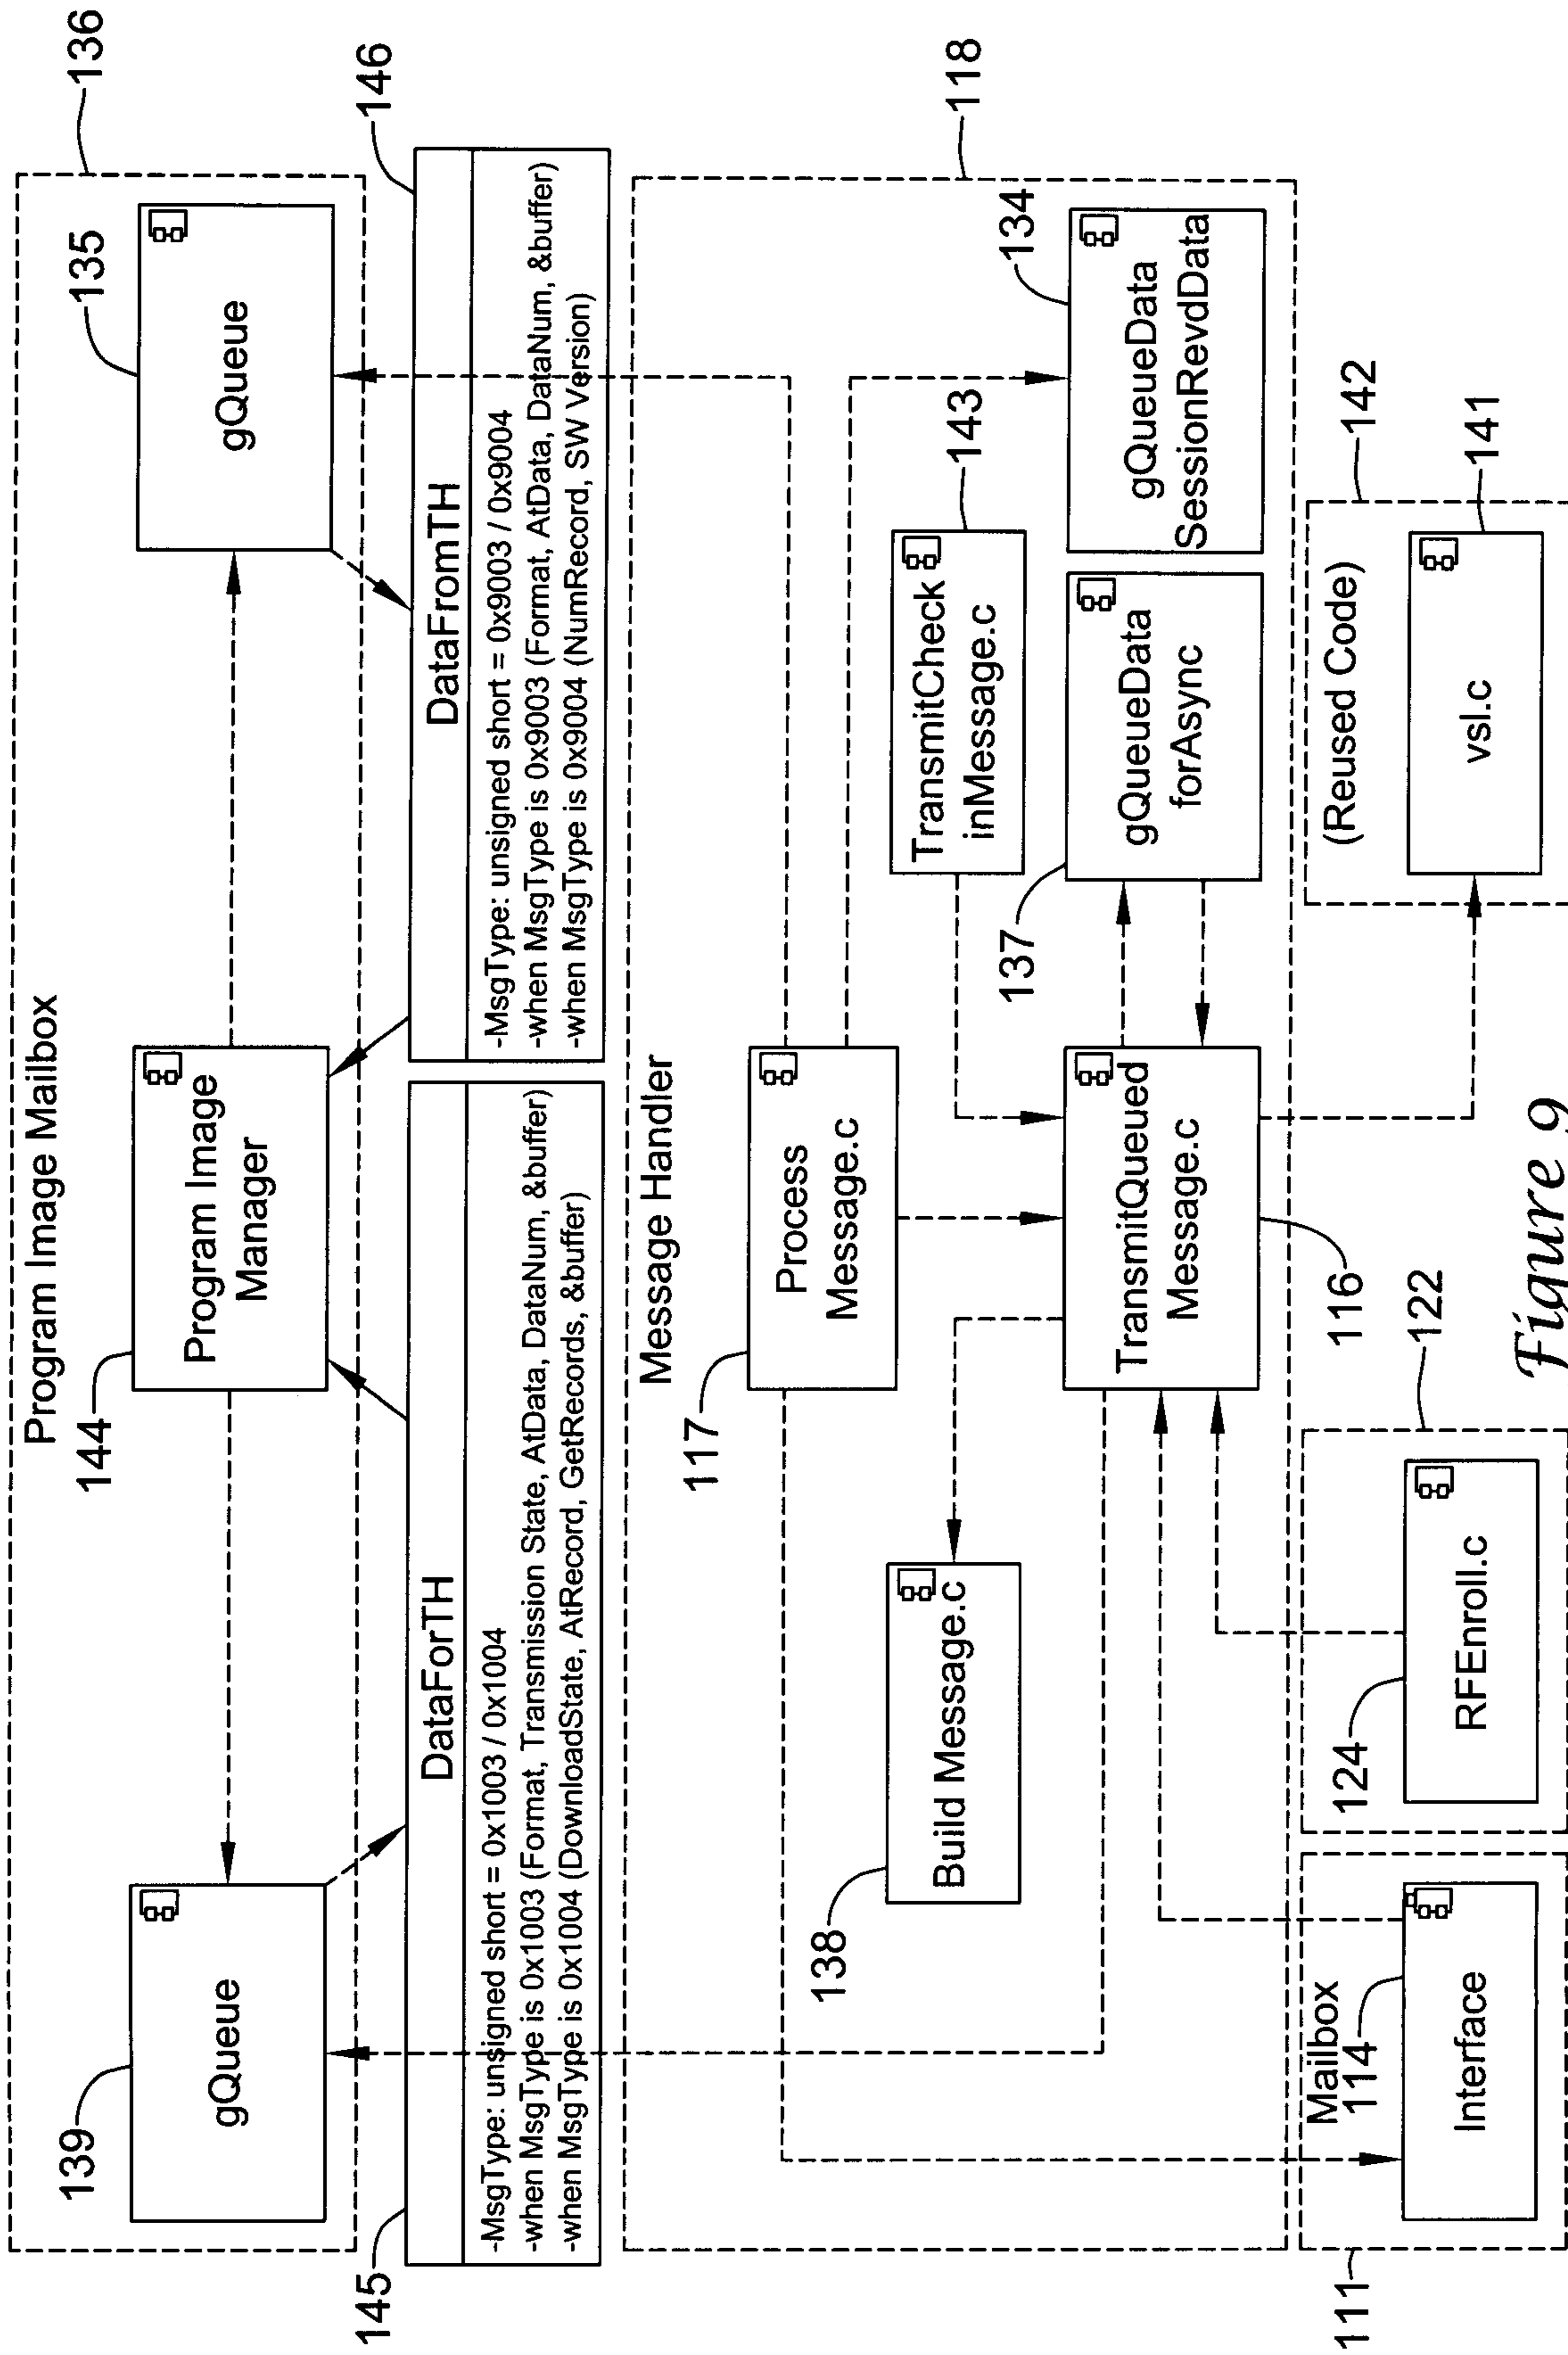 Program Image Mailbox
136
139
gQueue
144
Program Image
Manager
135
gQueue
145
DataForTH
-MsgType: unsigned short = 0x1003 / 0x1004
-when MsgType is 0x1003 (Format, Transmission State, AtData, DataNum, &buffer)
-when MsgType is 0x1004 (DownloadState, AtRecord, GetRecords, &buffer)
146
DataFromTH
-MsgType: unsigned short = 0x9003 / 0x9004
-when MsgType is 0x9003 (Format, AtData, DataNum, &buffer)
-when MsgType is 0x9004 (NumRecord, SW Version)
Message Handler
118
117
Process
Message.c
138
Build Message.c
143
TransmitCheck
inMessage.c
134
gQueueData
SessionRevdData
137
gQueueData
forAsync
TransmitQueued
Message.c
116
111
Mailbox
114
Interface
122
124
RFEnroll.c
142
(Reused Code)
141
vsl.c
Figure 9